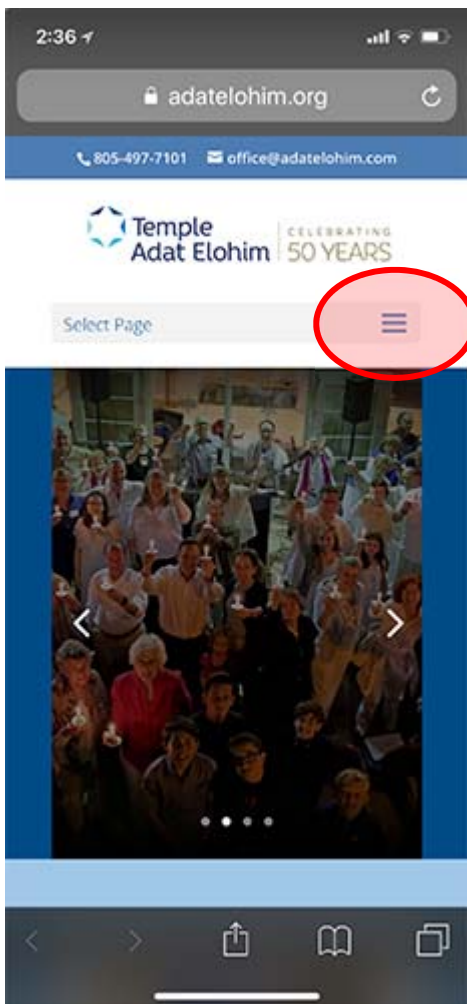 2:36
adatelohim.org
805-497-7101 office@adatelohim.com
Temple
Adat Elohim
CELEBRATING
50 YEARS
Select Page